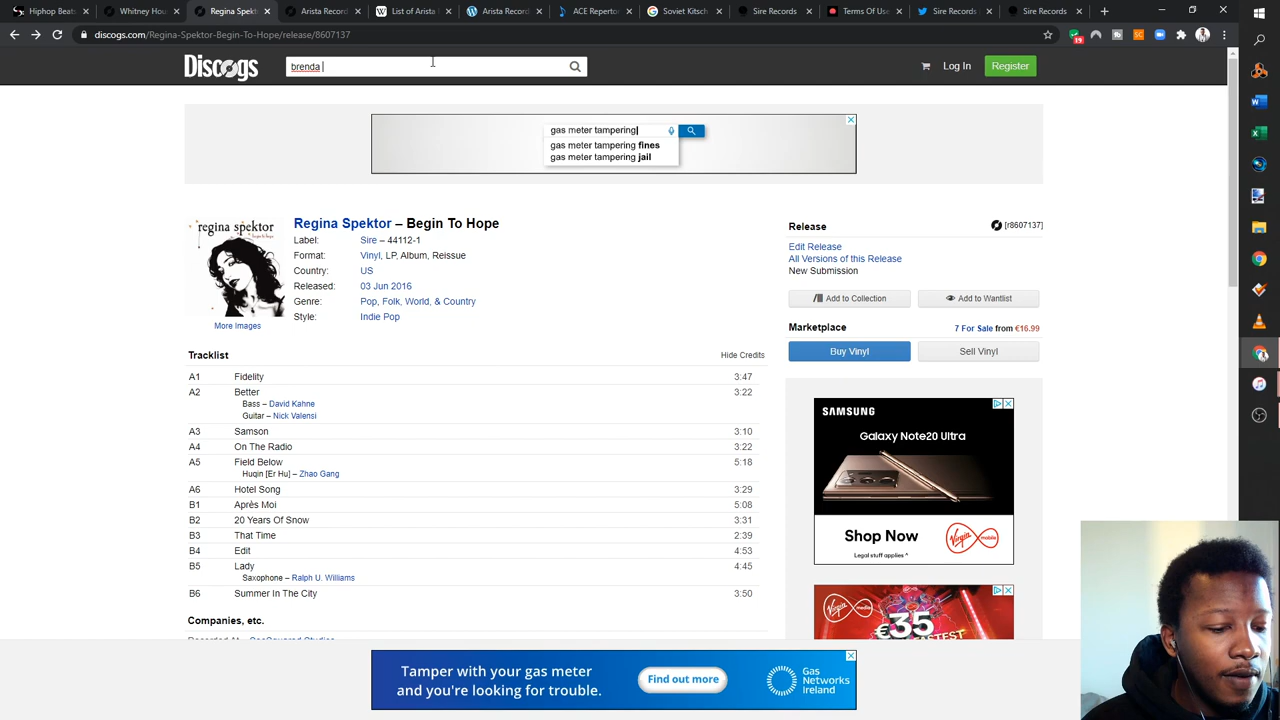 Hiphop Beats
Whitney Hou
Regina Spekt
Arista Record
List of Arista
Arista Record
ACE Repertor
Soviet Kitsch
Sire Records
Terms Of Use
Sire Records
Sire Records
discogs.com/Regina-Spektor-Begin-To-Hope/release/8607137
Discogs
brenda
Log In
Register
gas meter tampering
gas meter tampering fines
gas meter tampering jail
regina spektor
More Images
Regina Spektor – Begin To Hope
Label: Sire – 44112-1
Format: Vinyl, LP, Album, Reissue
Country: US
Released: 03 Jun 2016
Genre: Pop, Folk, World, & Country
Style: Indie Pop
Release [r8607137]
Edit Release
All Versions of this Release
New Submission
Add to Collection
Add to Wantlist
Marketplace 7 For Sale from €16.99
Buy Vinyl
Sell Vinyl
Tracklist Hide Credits
A1 Fidelity 3:47
A2 Better 3:22
Bass – David Kahne
Guitar – Nick Valensi
A3 Samson 3:10
A4 On The Radio 3:22
A5 Field Below 5:18
Huqin [Er Hu] – Zhao Gang
A6 Hotel Song 3:29
B1 Après Moi 5:08
B2 20 Years Of Snow 3:31
B3 That Time 2:39
B4 Edit 4:53
B5 Lady 4:45
Saxophone – Ralph U. Williams
B6 Summer In The City 3:50
Companies, etc.
SAMSUNG
Galaxy Note20 Ultra
Shop Now
Virgin
Legal stuff applies ^
Virgin
media
€35
Tamper with your gas meter
and you're looking for trouble.
Find out more
Gas
Networks
Ireland